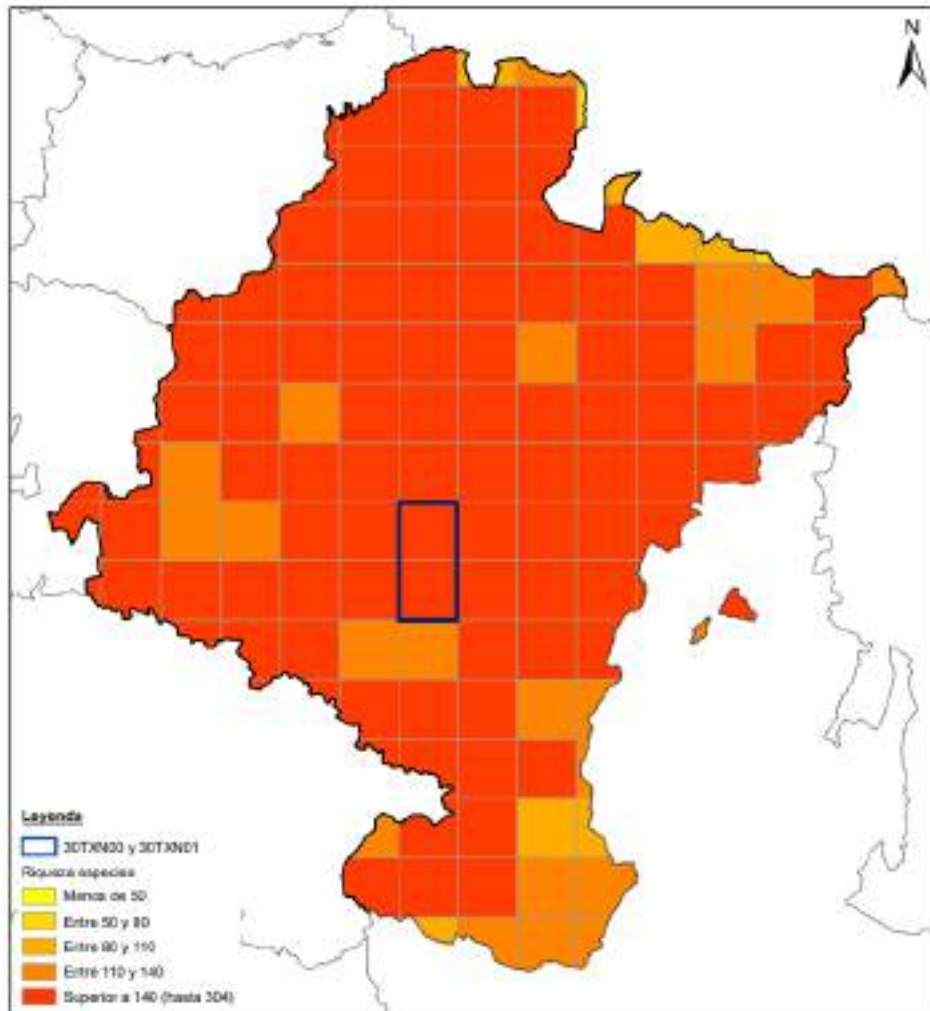 N
Leyenda
30TXN00 y 30TXN01
Riqueza especies
Menos de 50
Entre 50 y 80
Entre 80 y 110
Entre 110 y 140
Superior a 140 (hasta 304)